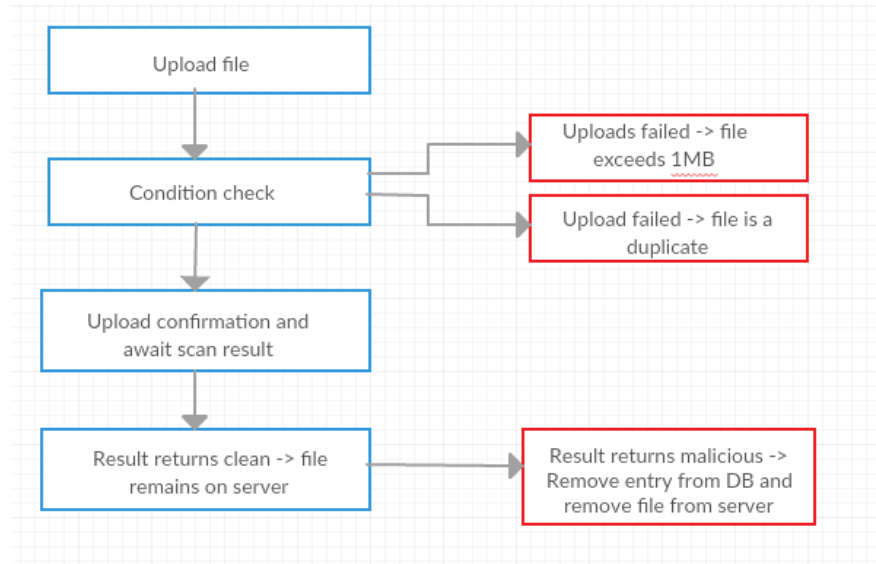 Upload file
Uploads failed -> file
exceeds 1MB
Condition check
Upload failed -> file is a
duplicate
Upload confirmation and
await scan result
Result returns clean -> file
remains on server
Result returns malicious ->
Remove entry from DB and
remove file from server